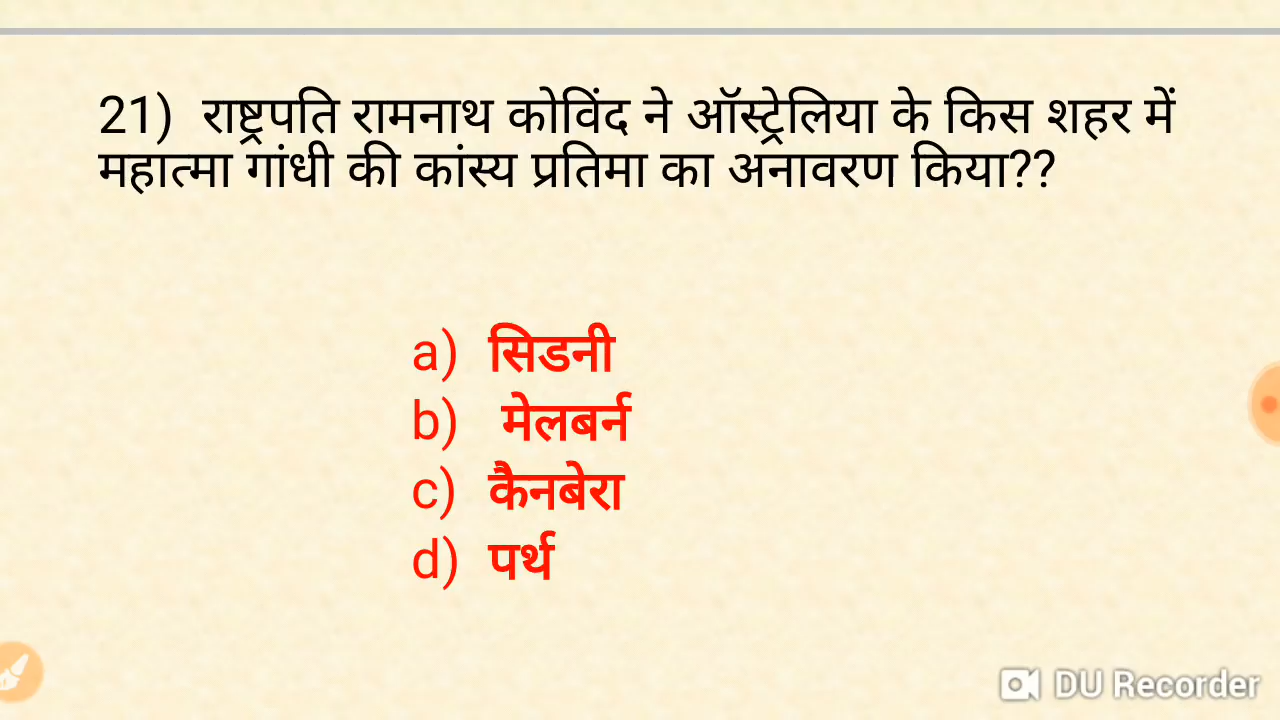 21) राष्ट्रपति रामनाथ कोविंद ने ऑस्ट्रेलिया के किस शहर में
महात्मा गांधी की कांस्य प्रतिमा का अनावरण किया??
a) सिडनी
b) मेलबर्न
c) कैनबेरा
d) पर्थ
DU Recorder